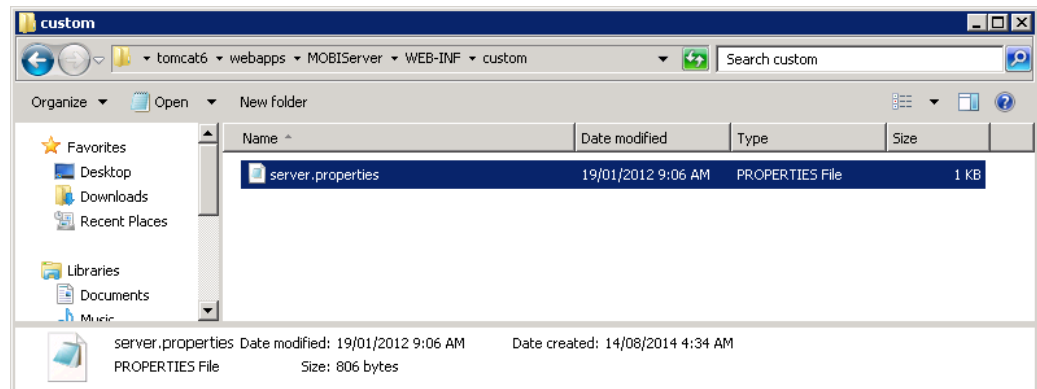 custom
tomcat6 webapps MOBIServer WEB-INF custom
Search custom
Organize Open New folder
Name Date modified Type Size
server.properties 19/01/2012 9:06 AM PROPERTIES File 1 KB
Favorites
Desktop
Downloads
Recent Places
Libraries
Documents
Music
server.properties Date modified: 19/01/2012 9:06 AM Date created: 14/08/2014 4:34 AM
PROPERTIES File Size: 806 bytes